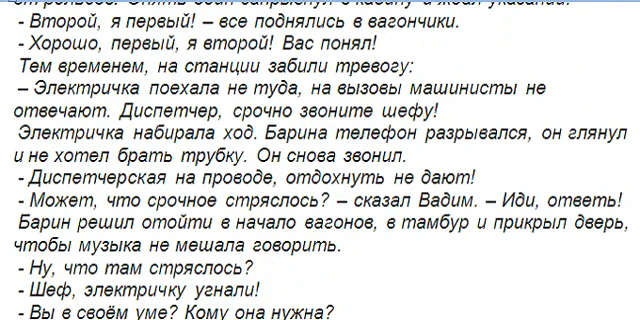 - Второй, я первый! – все поднялись в вагончики.
- Хорошо, первый, я второй! Вас понял!
Тем временем, на станции забили тревогу:
– Электричка поехала не туда, на вызовы машинисты не
отвечают. Диспетчер, срочно звоните шефу!
Электричка набирала ход. Барина телефон разрывался, он глянул
и не хотел брать трубку. Он снова звонил.
- Диспетчерская на проводе, отдохнуть не дают!
- Может, что срочное стряслось? – сказал Вадим. – Иди, ответь!
Барин решил отойти в начало вагонов, в тамбур и прикрыл дверь,
чтобы музыка не мешала говорить.
- Ну, что там стряслось?
- Шеф, электричку угнали!
- Вы в своём уме? Кому она нужна?